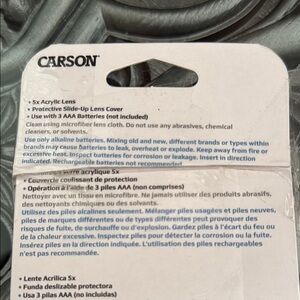 CARSON
• 5x Acrylic Lens
• Protective Slide-Up Lens Cover
• Use with 3 AAA Batteries (not included)
Clean using microfiber lens cloth. Do not use any abrasives, chemical
cleaners, or solvents.
Use only alkaline batteries. Mixing old and new, different brands or types within
brands may cause batteries to leak, overheat or explode. Keep away from fire or
excessive heat. Inspect batteries for corrosion or leakage. Insert in direction
indicated. Rechargeable batteries not recommended
acrylique 5x
• Couvercle coulissant de protection
• Opération à l'aide de 3 piles AAA (non comprises)
Nettoyer avec un tissu en microfibre. Ne jamais utiliser des produits abrasifs,
des nettoyants chimiques ou des solvants.
Utilisez des piles alcalines seulement. Mélanger piles usagées et piles neuves,
piles de marques différentes ou de types différents peut provoquer des
risques de fuite, de surchauffe ou d'explosion. Gardez piles à l'écart du feu ou
de la chaleur excessive. Inspectez piles pour détecter la corrosion ou la fuite.
Insérez piles en la direction indiquée. L'utilisation des piles rechargeables
n'est pas recommandée.
• Lente Acrílica 5x
• Funda deslizable protectora
• Usa 3 pilas AAA (no incluidas)